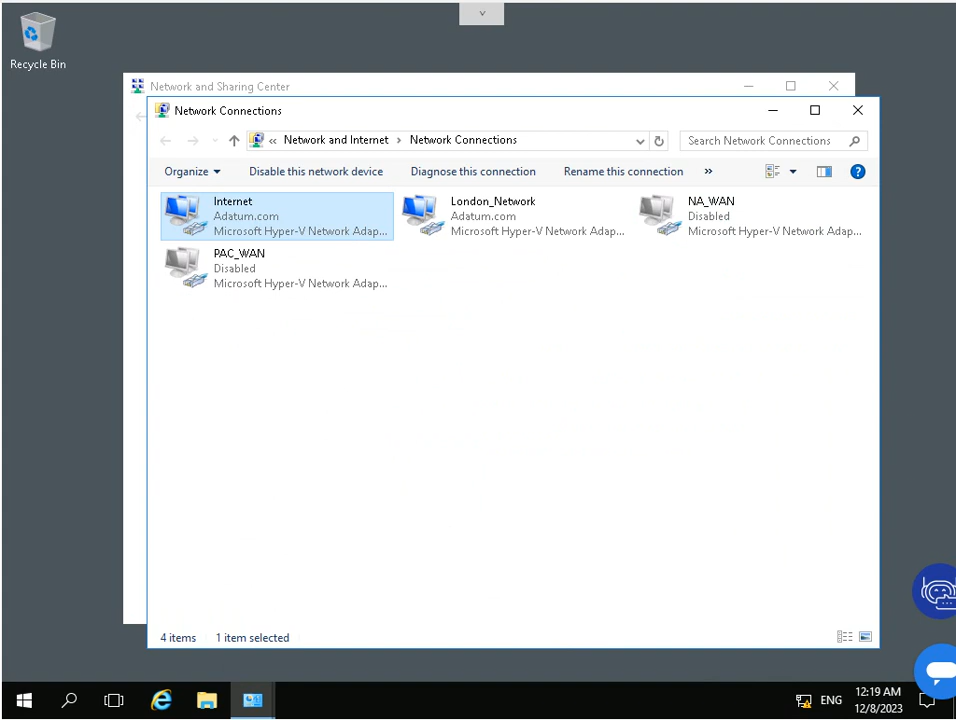 Recycle Bin
Network and Sharing Center
Network Connections
« Network and Internet > Network Connections
Search Network Connections
Organize
Disable this network device
Diagnose this connection
Rename this connection
»
Internet
Adatum.com
Microsoft Hyper-V Network Adap...
London_Network
Adatum.com
Microsoft Hyper-V Network Adap...
NA_WAN
Disabled
Microsoft Hyper-V Network Adap...
PAC_WAN
Disabled
Microsoft Hyper-V Network Adap...
4 items
1 item selected
ENG
12:19 AM
12/8/2023